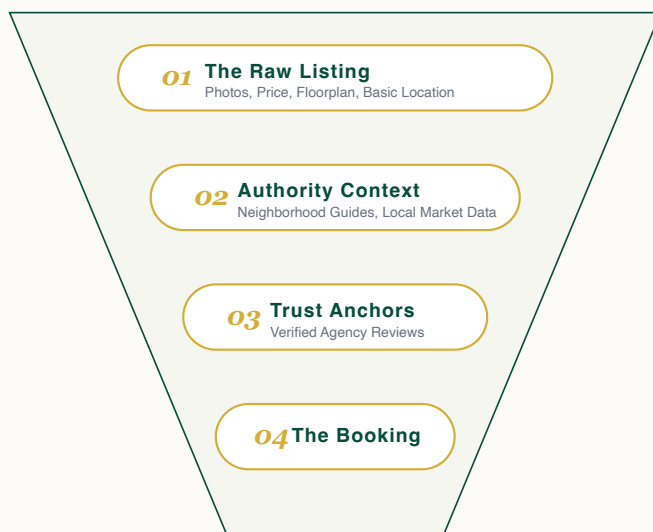 01 The Raw Listing
Photos, Price, Floorplan, Basic Location
02 Authority Context
Neighborhood Guides, Local Market Data
03 Trust Anchors
Verified Agency Reviews
04 The Booking